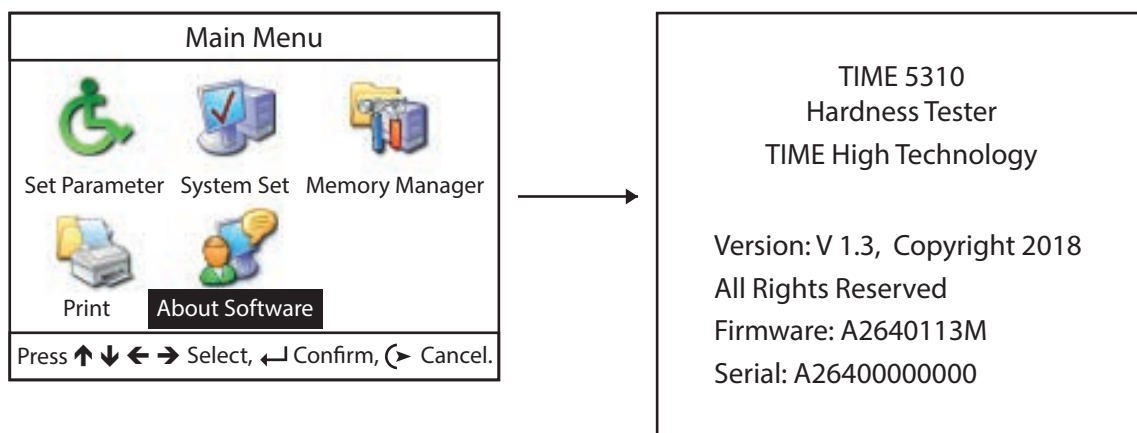 Main Menu
Set Parameter System Set Memory Manager
Print About Software
Press ↑ ↓ ← → Select, ↵ Confirm, Cancel.
TIME 5310
Hardness Tester
TIME High Technology
Version: V 1.3, Copyright 2018
All Rights Reserved
Firmware: A2640113M
Serial: A26400000000